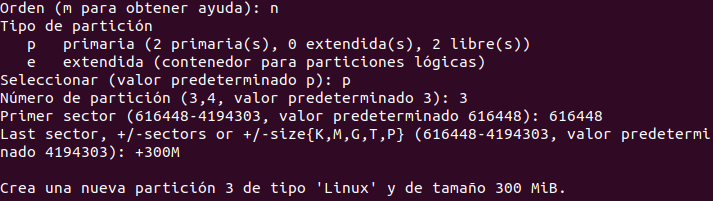 Orden (m para obtener ayuda): n
Tipo de partición
   p   primaria (2 primaria(s), 0 extendida(s), 2 libre(s))
   e   extendida (contenedor para particiones lógicas)
Seleccionar (valor predeterminado p): p
Número de partición (3,4, valor predeterminado 3): 3
Primer sector (616448-4194303, valor predeterminado 616448): 616448
Last sector, +/-sectors or +/-size{K,M,G,T,P} (616448-4194303, valor predetermi
nado 4194303): +300M

Crea una nueva partición 3 de tipo 'Linux' y de tamaño 300 MiB.